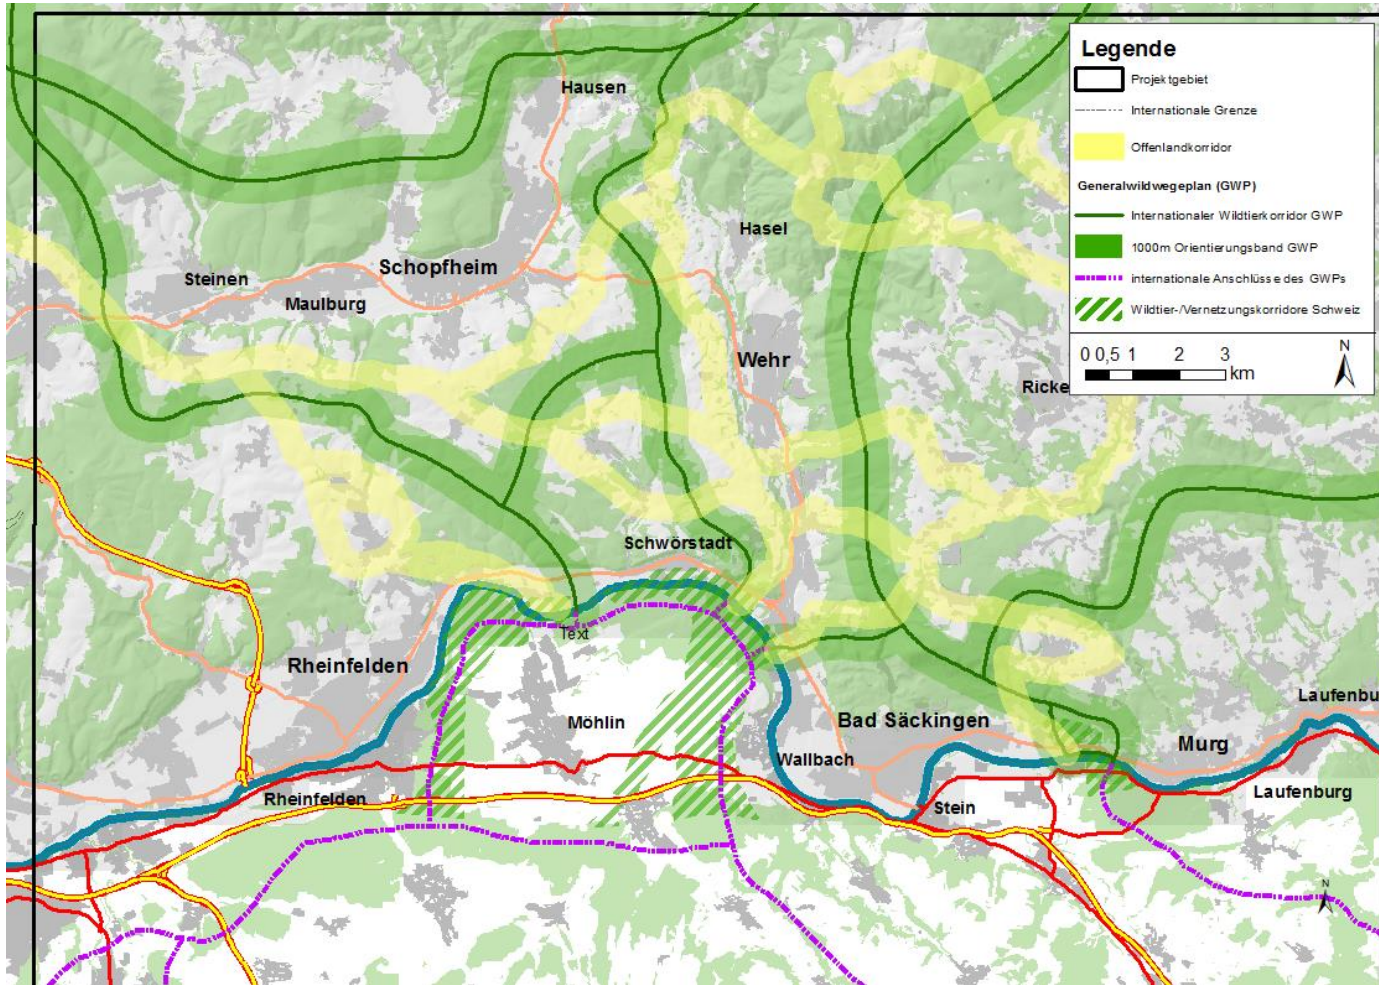 Legende
Projektgebiet
Internationale Grenze
Offenlandkorridor
Generalwildwegeplan (GWP)
Internationaler Wildtierkorridor GWP
1000m Orientierungsband GWP
internationale Anschlüsse des GWPs
Wildtier-/Vernetzungskorridore Schweiz
0 0,5 1 2 3
km
N
Hausen
Hasel
Steinen
Schopfheim
Maulburg
Wehr
Ricke
Schwörstadt
Text
Rheinfelden
Möhlin
Bad Säckingen
Wallbach
Laufenbu
Murg
Rheinfelden
Stein
Laufenburg
N